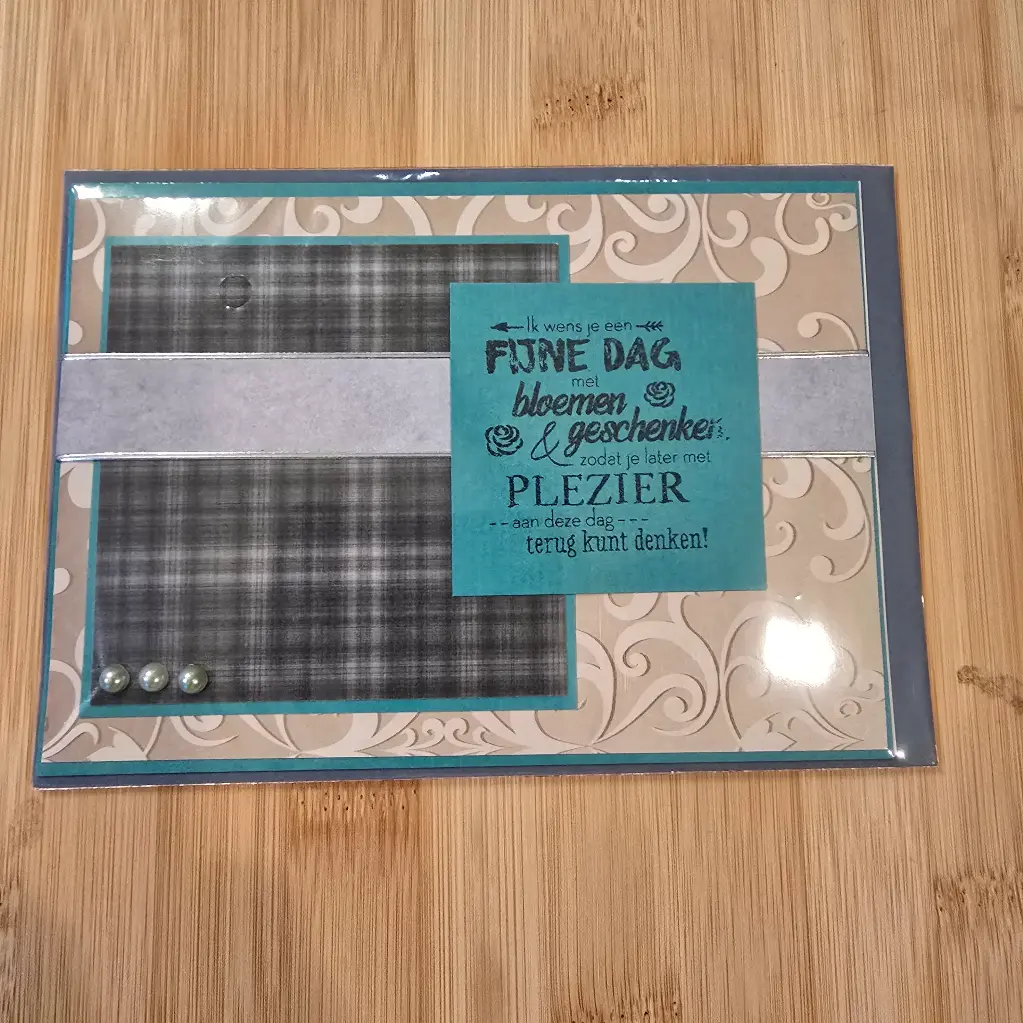 Ik wens je een
FIJNE DAG
met
bloemen
& geschenken,
zodat je later met
PLEZIER
-- aan deze dag ---
terug kunt denken!